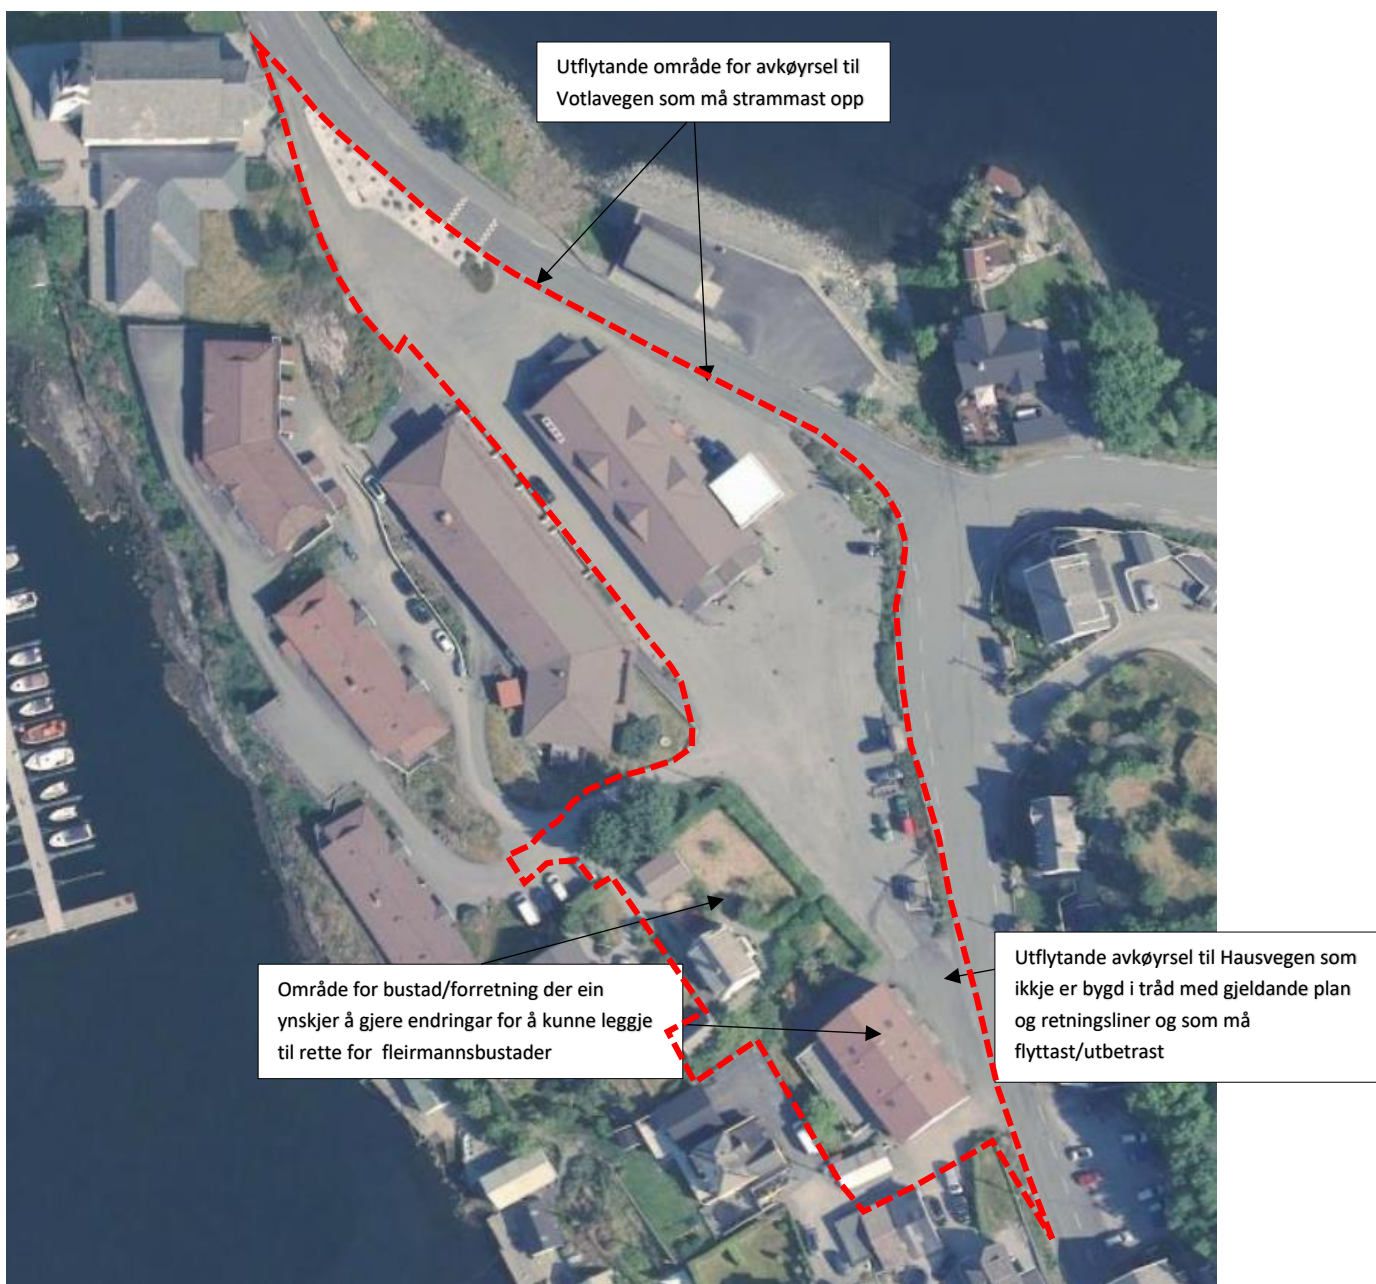 Utflytande område for avkøyrsel til
Votlavegen som må strammast opp
Utflytande avkøyrsel til Hausvegen som
ikkje er bygd i tråd med gjeldande plan
og retningsliner og som må
flyttast/utbetrast
Område for bustad/forretning der ein
ynskjer å gjere endringar for å kunne leggje
til rette for fleirmannsbustader